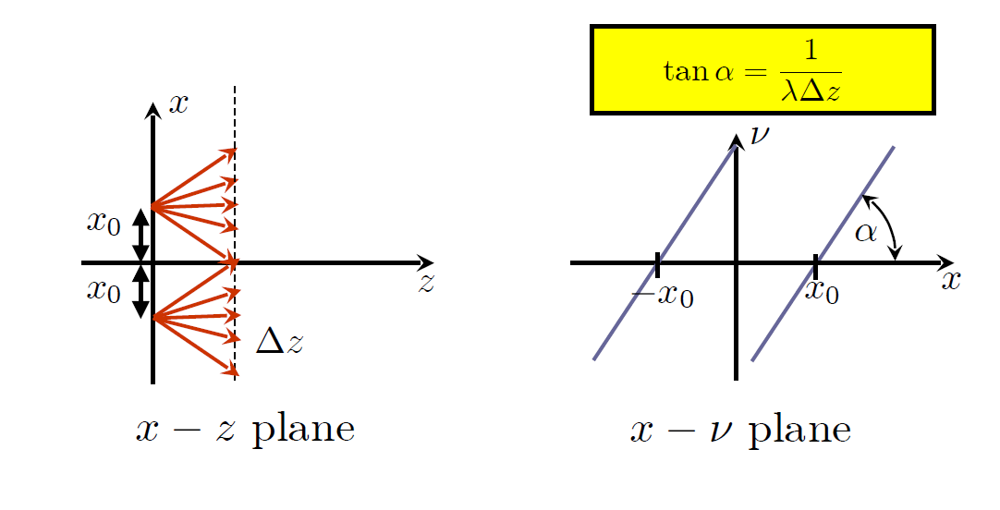 tan α = 1/(λΔz)
x
x₀
x₀
z
Δz
x − z plane
ν
α
−x₀
x₀
x
x − ν plane